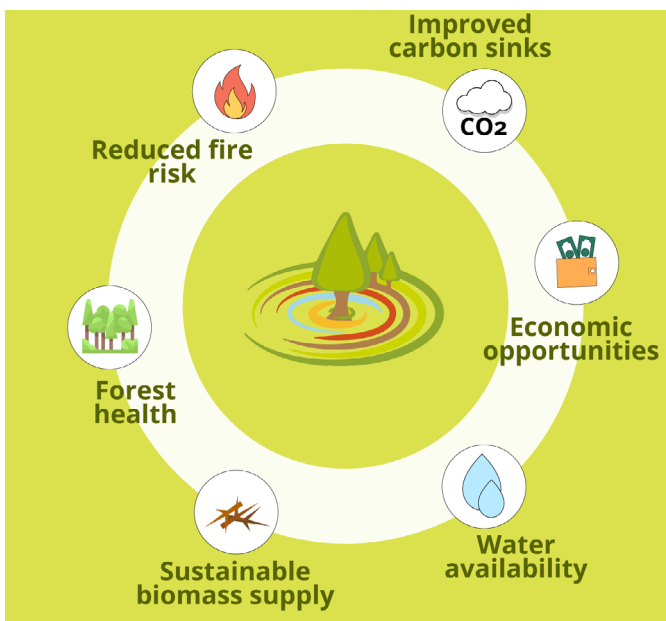 Improved
carbon sinks
CO2
Reduced fire
risk
Economic
opportunities
Forest
health
Water
availability
Sustainable
biomass supply